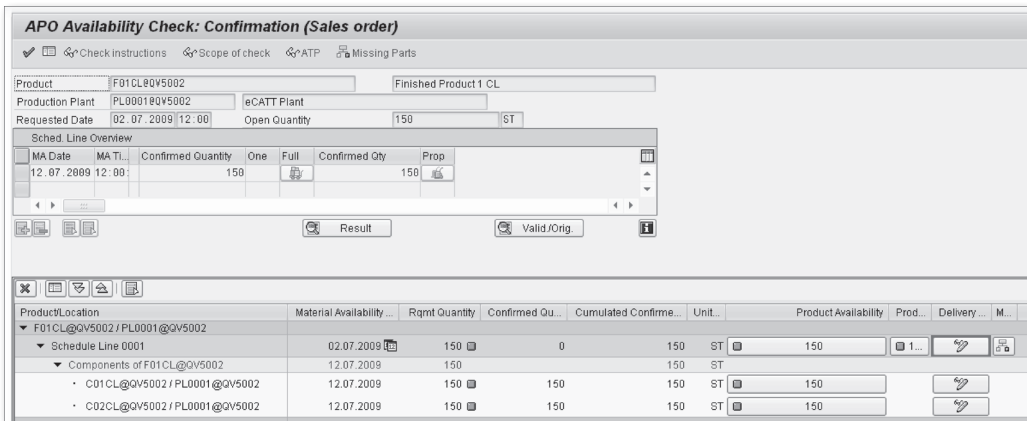 APO Availability Check: Confirmation (Sales order)
Check instructions Scope of check ATP Missing Parts
Product F01CL@QV5002 Finished Product 1 CL
Production Plant PL0001@QV5002 eCATT Plant
Requested Date 02.07.2009 12:00 Open Quantity 150 ST
Sched. Line Overview
MA Date MA Ti... Confirmed Quantity One Full Confirmed Qty Prop
12.07.2009 12:00: 150 150
Result Valid./Orig.
Product/Location Material Availability ... Rqmt Quantity Confirmed Qu... Cumulated Confirme... Unit... Product Availability Prod... Delivery ... M...
F01CL@QV5002 / PL0001@QV5002
Schedule Line 0001 02.07.2009 150 0 150 ST 150 1...
Components of F01CL@QV5002 12.07.2009 150 150 ST
C01CL@QV5002 / PL0001@QV5002 12.07.2009 150 150 150 ST 150
C02CL@QV5002 / PL0001@QV5002 12.07.2009 150 150 150 ST 150